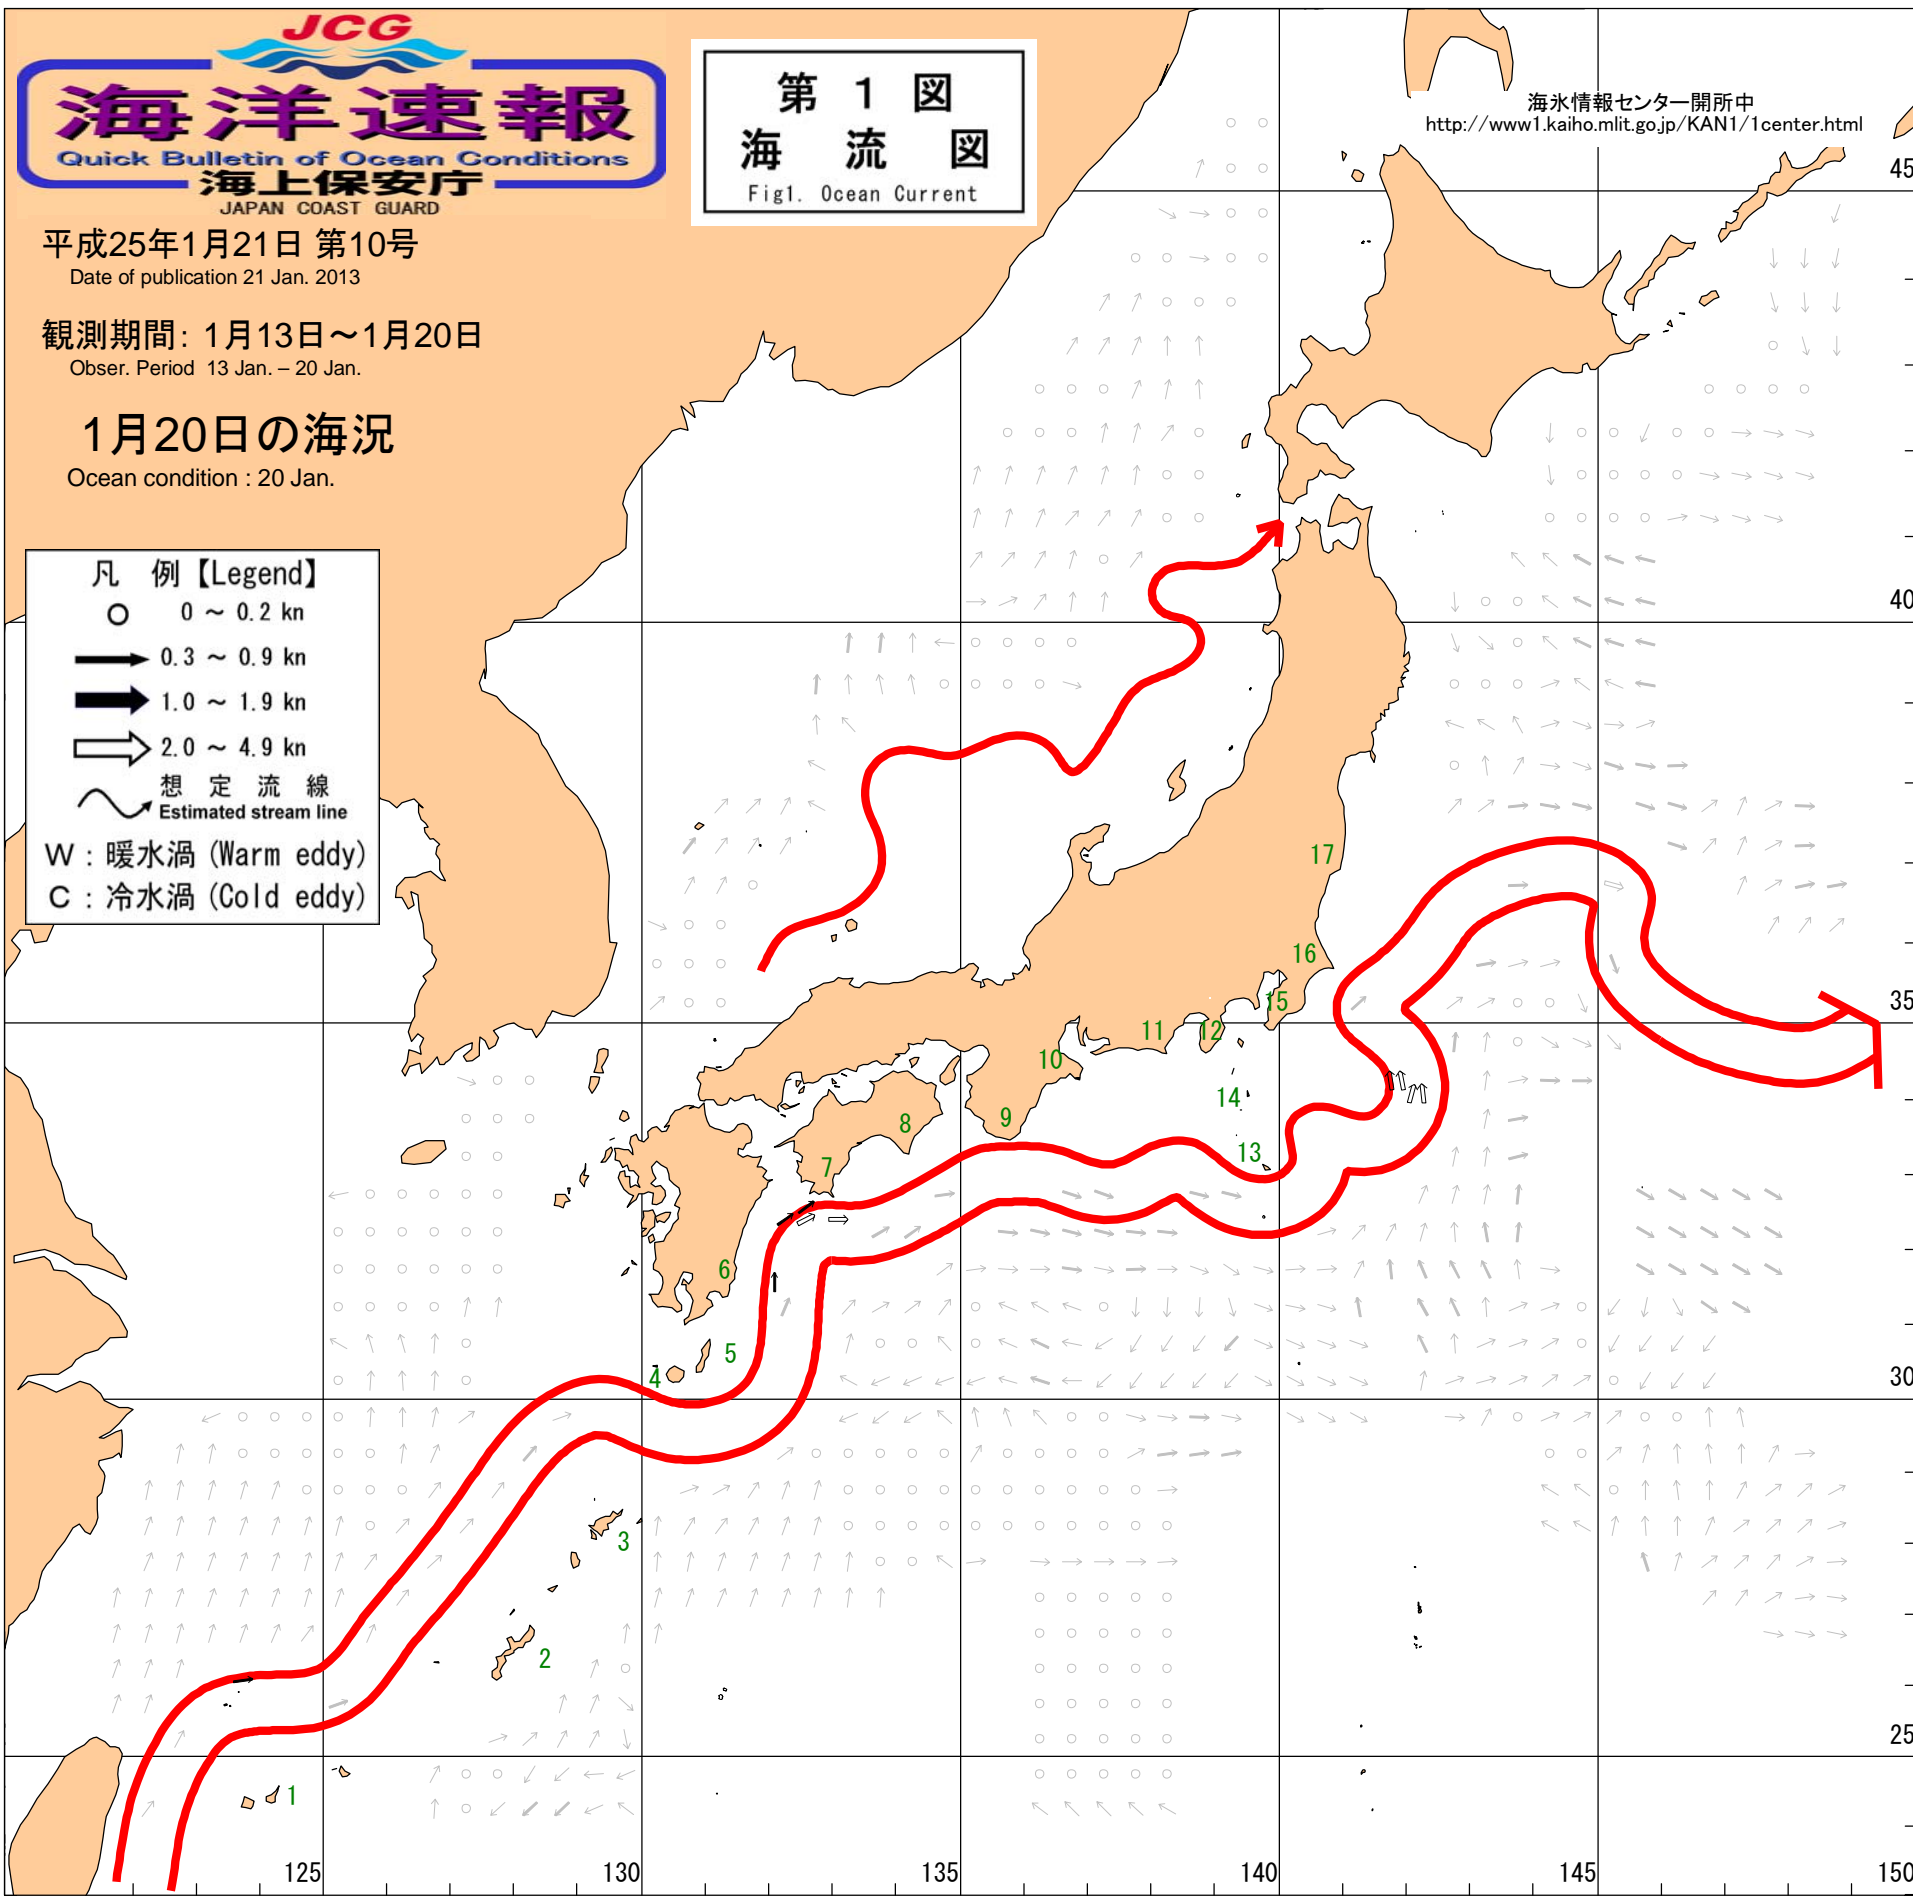 JCG
海洋速報
Quick Bulletin of Ocean Conditions
海上保安庁
JAPAN COAST GUARD
第 1 図
海 流 図
Fig1. Ocean Current
海氷情報センター開所中
http://www1.kaiho.mlit.go.jp/KAN1/1center.html
平成25年1月21日 第10号
Date of publication 21 Jan. 2013
観測期間: 1月13日～1月20日
Obser. Period 13 Jan. – 20 Jan.
1月20日の海況
Ocean condition : 20 Jan.
凡 例【Legend】
0 ～ 0.2 kn
0.3 ～ 0.9 kn
1.0 ～ 1.9 kn
2.0 ～ 4.9 kn
想 定 流 線
Estimated stream line
W : 暖水渦 (Warm eddy)
C : 冷水渦 (Cold eddy)
45
40
35
30
25
17
16
15
12
11
10
14
13
9
8
7
6
5
4
3
2
1
125
130
135
140
145
150